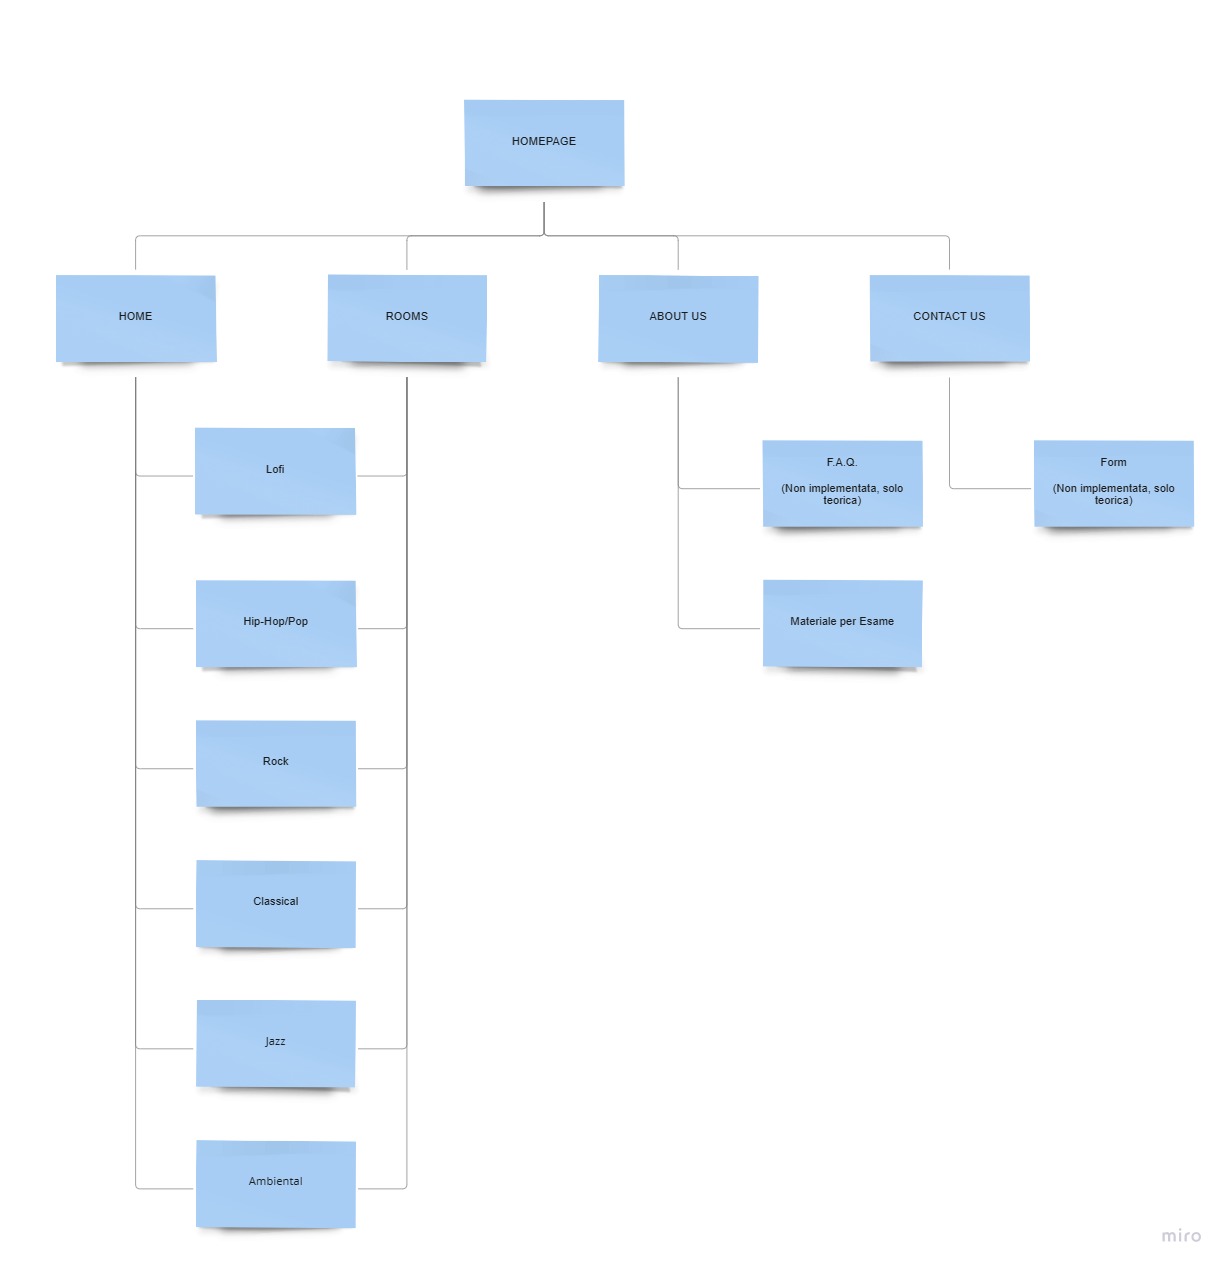 HOMEPAGE
HOME
ROOMS
ABOUT US
CONTACT US
Lofi
F.A.Q.
(Non implementata, solo
teorica)
Form
(Non implementata, solo
teorica)
Hip-Hop/Pop
Materiale per Esame
Rock
Classical
Jazz
Ambiental
miro